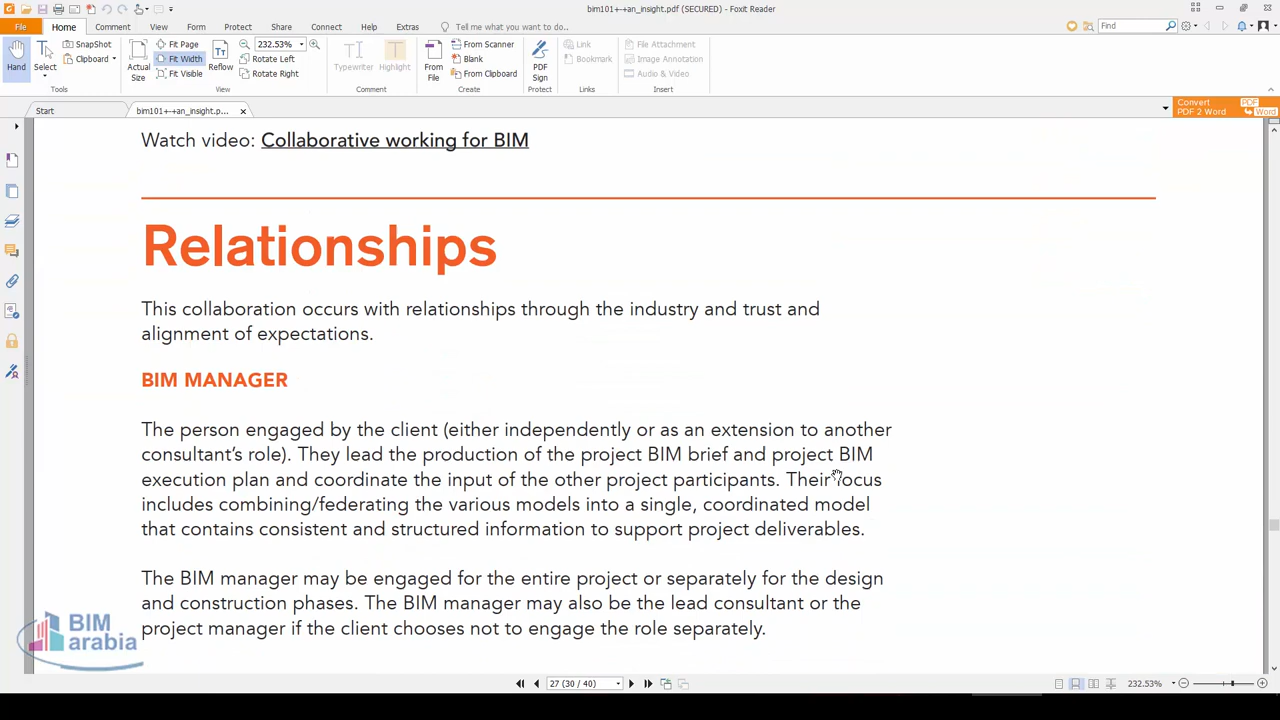 bim101+-+an_insight.pdf (SECURED) - Foxit Reader
File Home Comment View Form Protect Share Connect Help Extras Tell me what you want to do... Find
Hand Select SnapShot Clipboard Actual Size Fit Page Fit Width Fit Visible Reflow 232.53% Rotate Left Rotate Right Typewriter Highlight From File From Scanner Blank From Clipboard PDF Sign Link Bookmark File Attachment Image Annotation Audio & Video
Tools View Comment Create Protect Links Insert
Start bim101+-+an_insight.p... Convert PDF 2 Word PDF Word
Watch video: Collaborative working for BIM
Relationships
This collaboration occurs with relationships through the industry and trust and
alignment of expectations.
BIM MANAGER
The person engaged by the client (either independently or as an extension to another
consultant's role). They lead the production of the project BIM brief and project BIM
execution plan and coordinate the input of the other project participants. Their focus
includes combining/federating the various models into a single, coordinated model
that contains consistent and structured information to support project deliverables.
The BIM manager may be engaged for the entire project or separately for the design
and construction phases. The BIM manager may also be the lead consultant or the
project manager if the client chooses not to engage the role separately.
BIM
arabia
27 (30 / 40) 232.53%